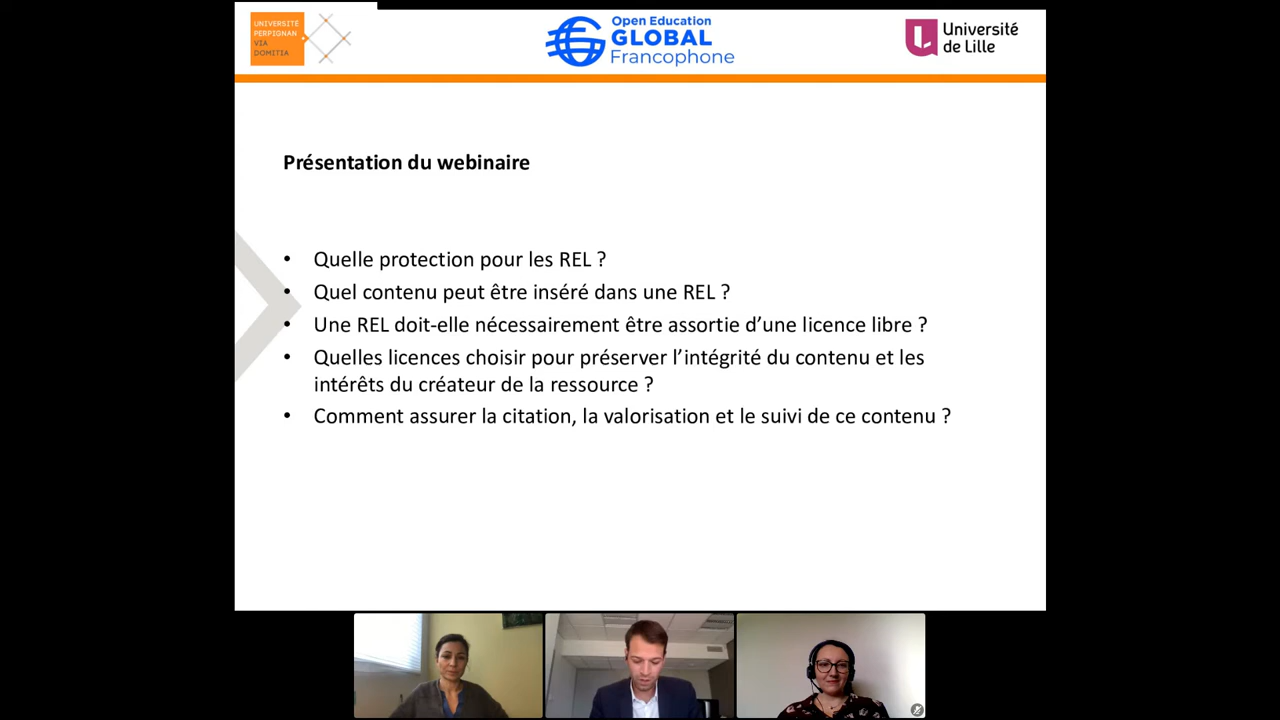 UNIVERSITÉ
PERPIGNAN
VIA
DOMITIA
Open Education
GLOBAL
Francophone
Université
de Lille
Présentation du webinaire
• Quelle protection pour les REL ?
• Quel contenu peut être inséré dans une REL ?
• Une REL doit-elle nécessairement être assortie d’une licence libre ?
• Quelles licences choisir pour préserver l’intégrité du contenu et les
intérêts du créateur de la ressource ?
• Comment assurer la citation, la valorisation et le suivi de ce contenu ?